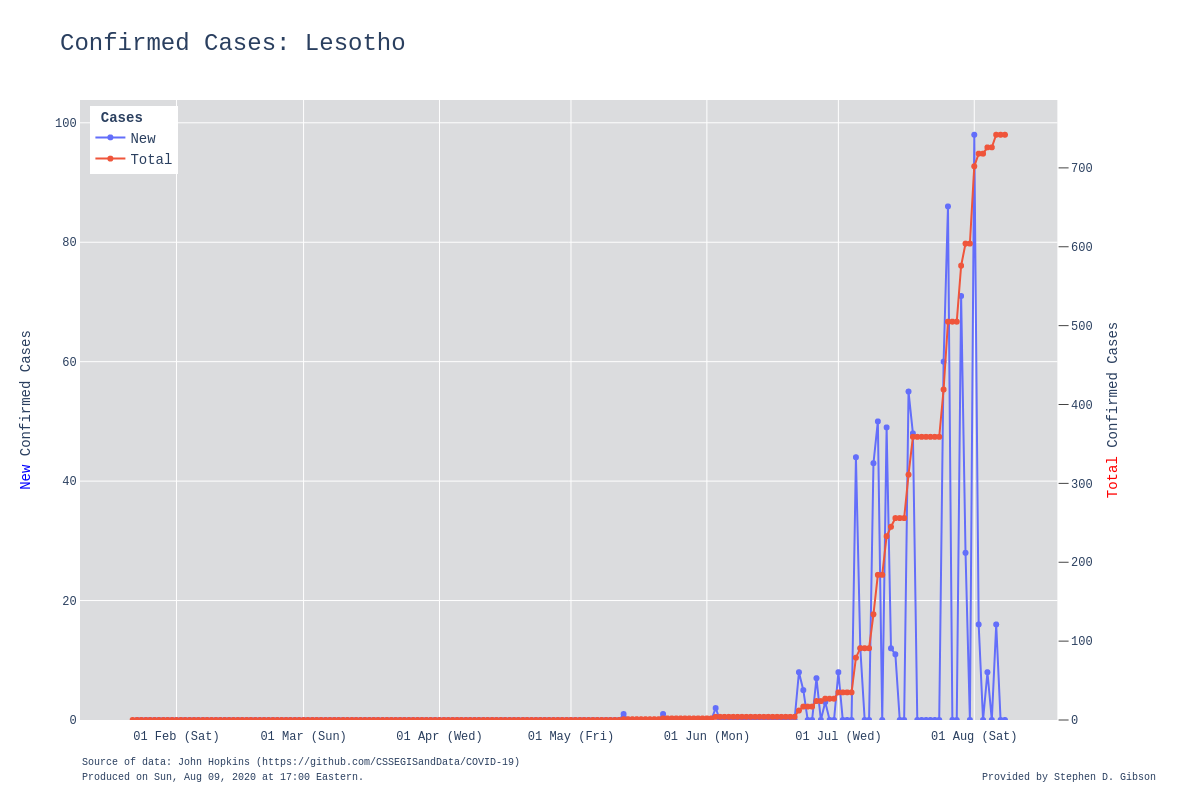 Confirmed Cases: Lesotho
Cases
New
Total
100
80
60
40
20
0
700
600
500
400
300
200
100
0
New Confirmed Cases
Total Confirmed Cases
01 Feb (Sat) 01 Mar (Sun) 01 Apr (Wed) 01 May (Fri) 01 Jun (Mon) 01 Jul (Wed) 01 Aug (Sat)
Source of data: John Hopkins (https://github.com/CSSEGISandData/COVID-19)
Produced on Sun, Aug 09, 2020 at 17:00 Eastern.
Provided by Stephen D. Gibson